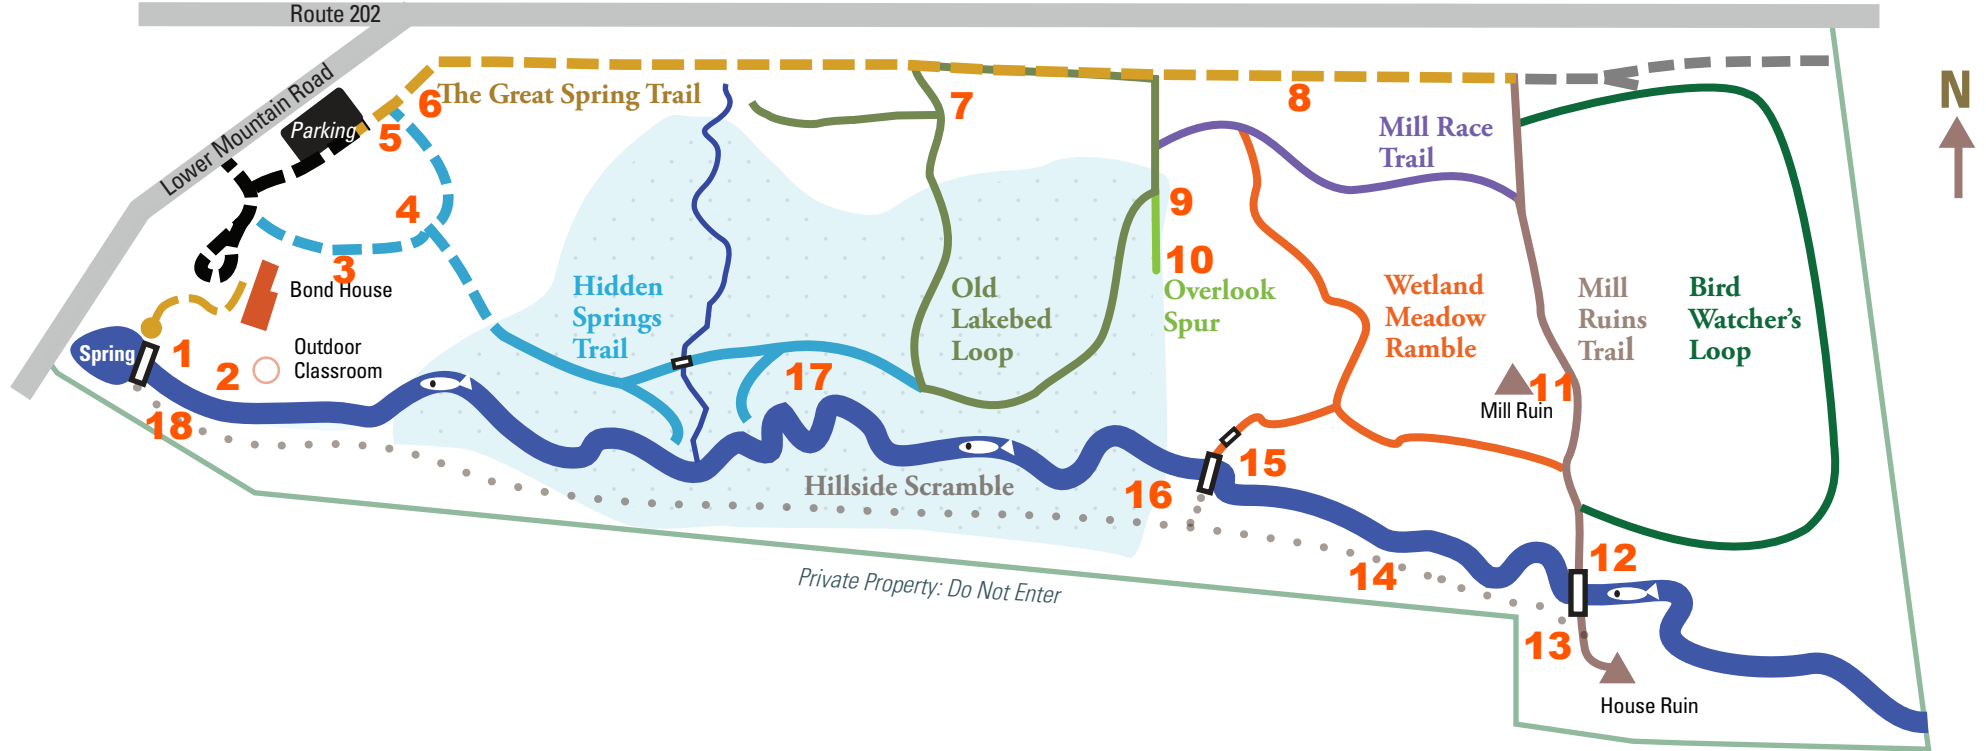 Route 202
Lower Mountain Road
N
The Great Spring Trail
Parking
5
6
7
8
Mill Race
Trail
4
3
9
10
Overlook
Spur
Bond House
Hidden
Springs
Trail
Old
Lakebed
Loop
Wetland
Meadow
Ramble
Mill
Ruins
Trail
Bird
Watcher's
Loop
Spring
1
2
Outdoor
Classroom
17
11
Mill Ruin
18
Hillside Scramble
16
15
14
12
13
Private Property: Do Not Enter
House Ruin